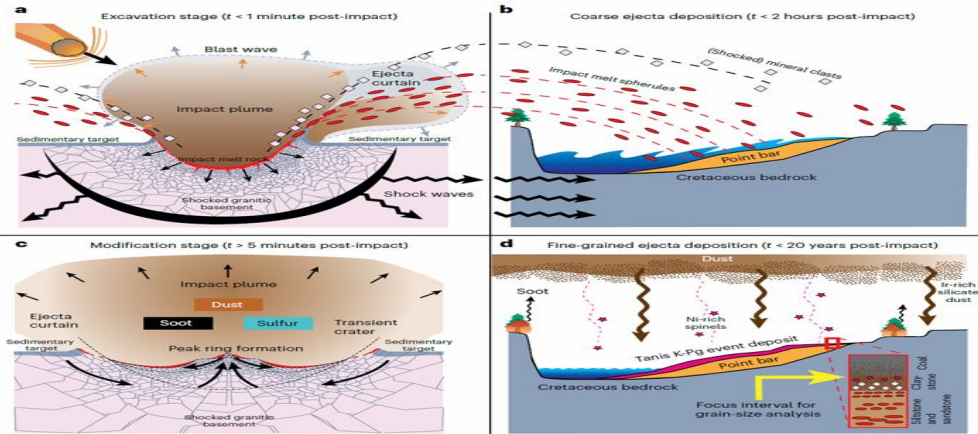 a
Excavation stage (t < 1 minute post-impact)
Blast wave
Ejecta
curtain
Impact plume
Sedimentary target
Sedimentary target
Impact melt rock
Shock waves
Shocked granitic
basement
b
Coarse ejecta deposition (t < 2 hours post-impact)
(Shocked) mineral clasts
Impact melt spherules
Point bar
Cretaceous bedrock
c
Modification stage (t > 5 minutes post-impact)
Impact plume
Dust
Soot
Sulfur
Ejecta
curtain
Transient
crater
Sedimentary
target
Peak ring formation
Sedimentary
target
Shocked granitic
basement
d
Fine-grained ejecta deposition (t < 20 years post-impact)
Dust
Soot
Ir-rich
silicate
dust
Ni-rich
spinels
Tanis K-Pg event deposit
Point bar
Cretaceous bedrock
Focus interval for
grain-size analysis
Coal
Clay
stone
Siltstone
and
sandstone